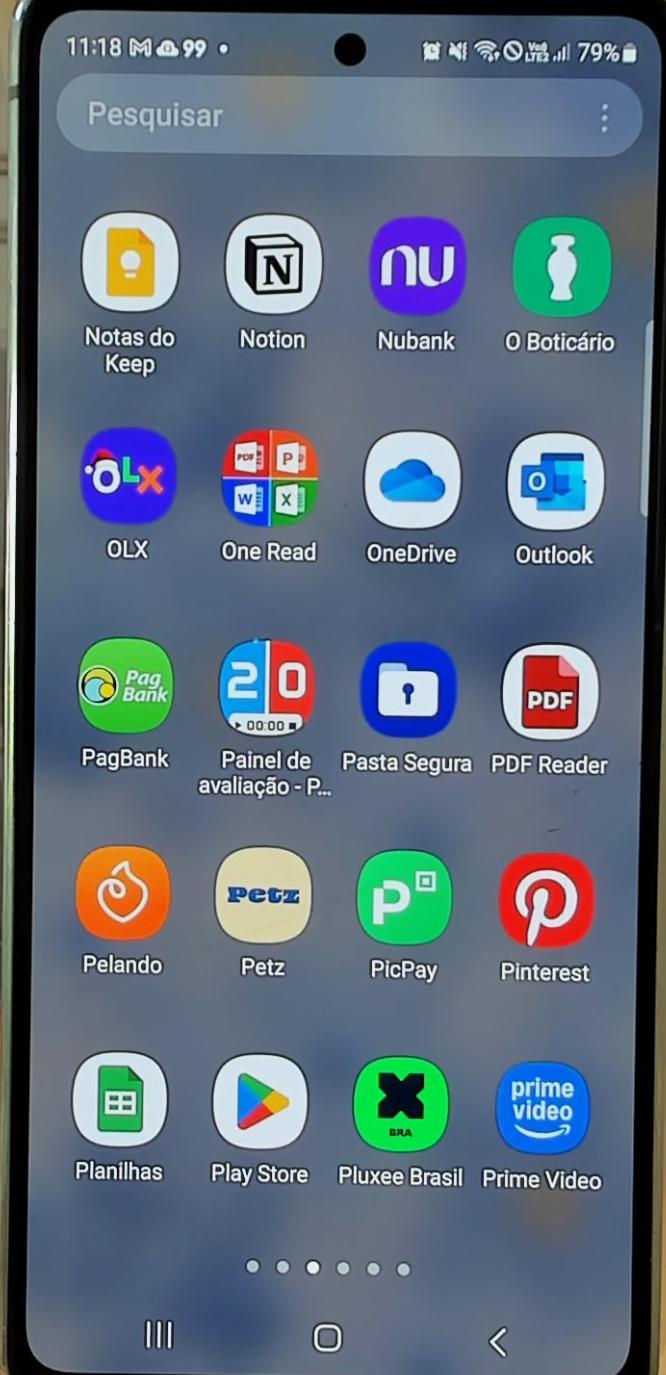 11:18 99 VoD LTE2 79%
Pesquisar
N nu
Notas do Keep Notion Nubank O Boticário
OLX PDF P W X O
OLX One Read OneDrive Outlook
Pag Bank 2 0 00:00 PDF
PagBank Painel de avaliação - P... Pasta Segura PDF Reader
Petz P
Pelando Petz PicPay Pinterest
BRA prime video
Planilhas Play Store Pluxee Brasil Prime Video